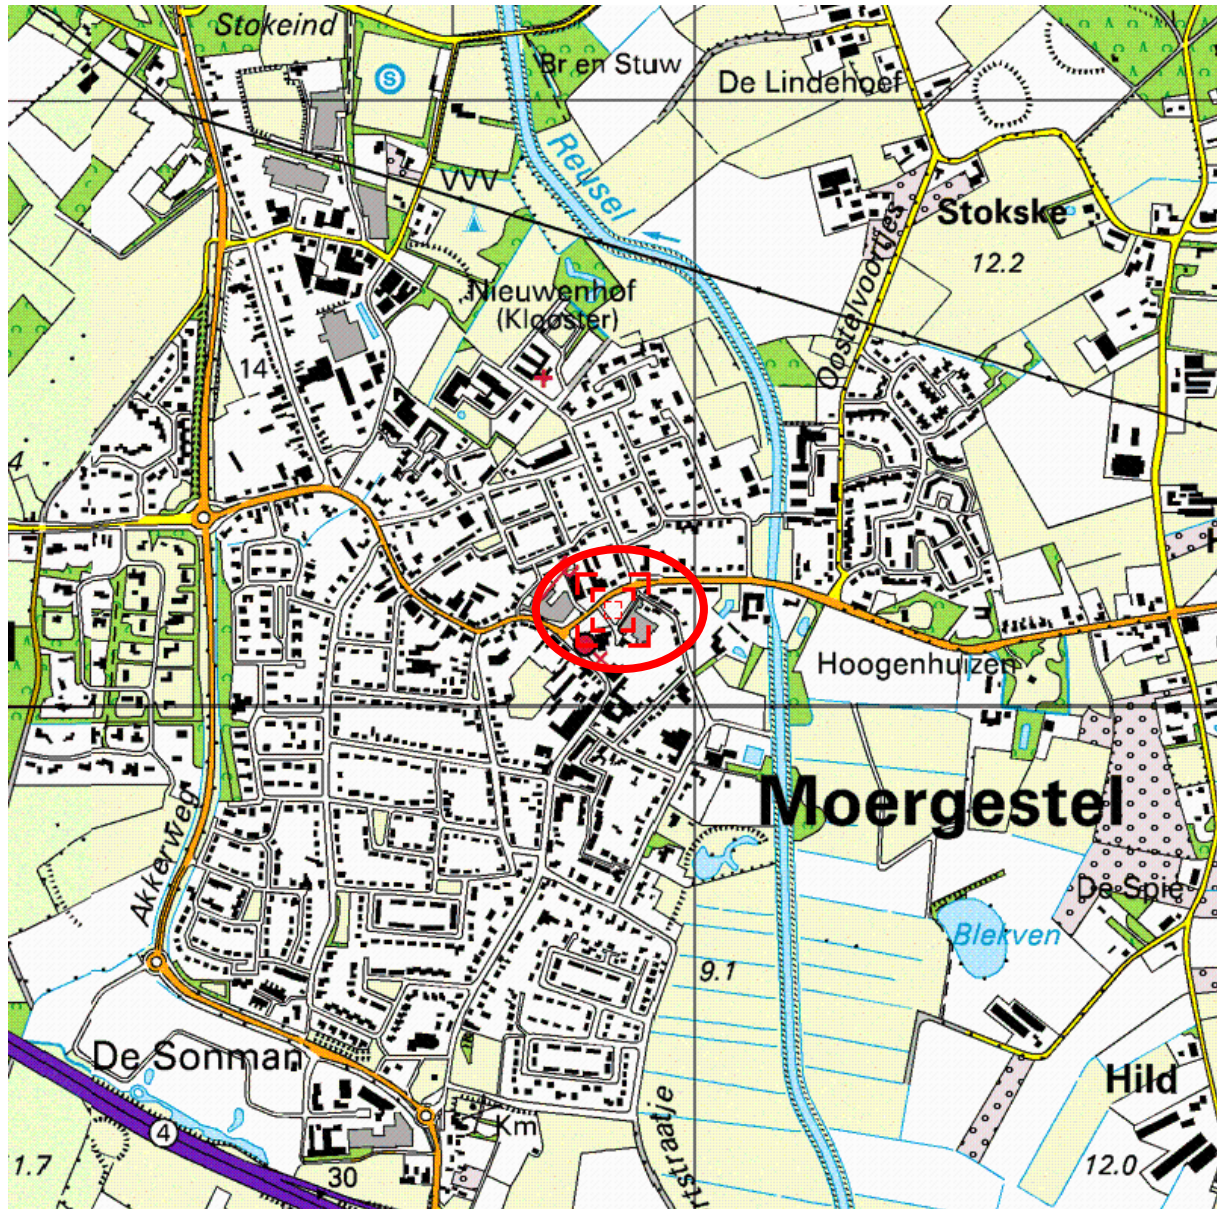 Stokeind
S
Br en Stuw
De Lindehoef
Reusel
VVV
Stokske
12.2
Oostelvoortjes
Nieuwenhof
(Klooster)
14
4
Hoogenhuizen
Moergestel
Akkerweg
De Spie
Blekven
9.1
De Sonman
Hild
4
Km
rtstraatje
12.0
1.7
30